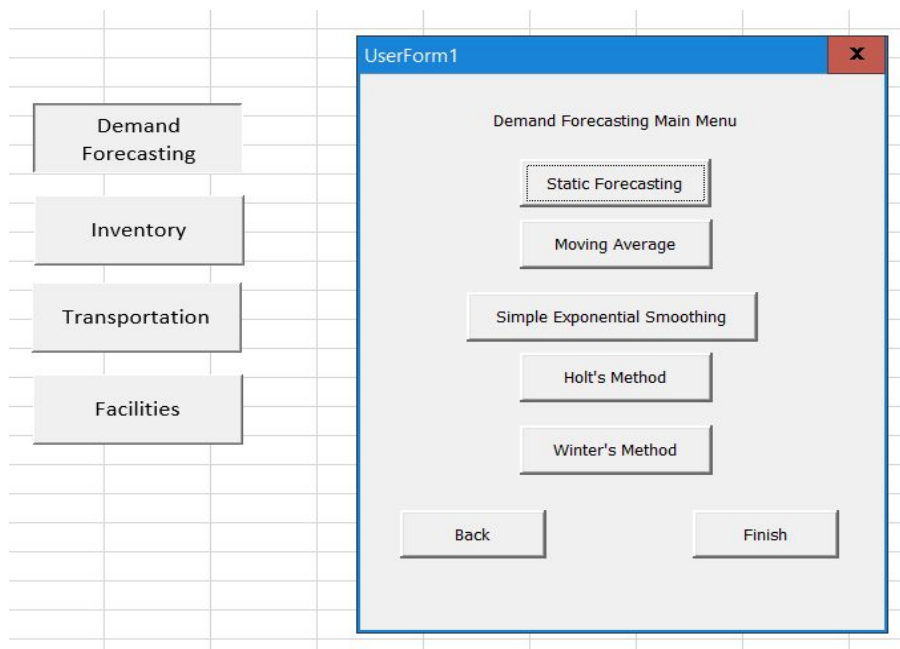 Demand
Forecasting
Inventory
Transportation
Facilities
UserForm1
x
Demand Forecasting Main Menu
Static Forecasting
Moving Average
Simple Exponential Smoothing
Holt's Method
Winter's Method
Back
Finish